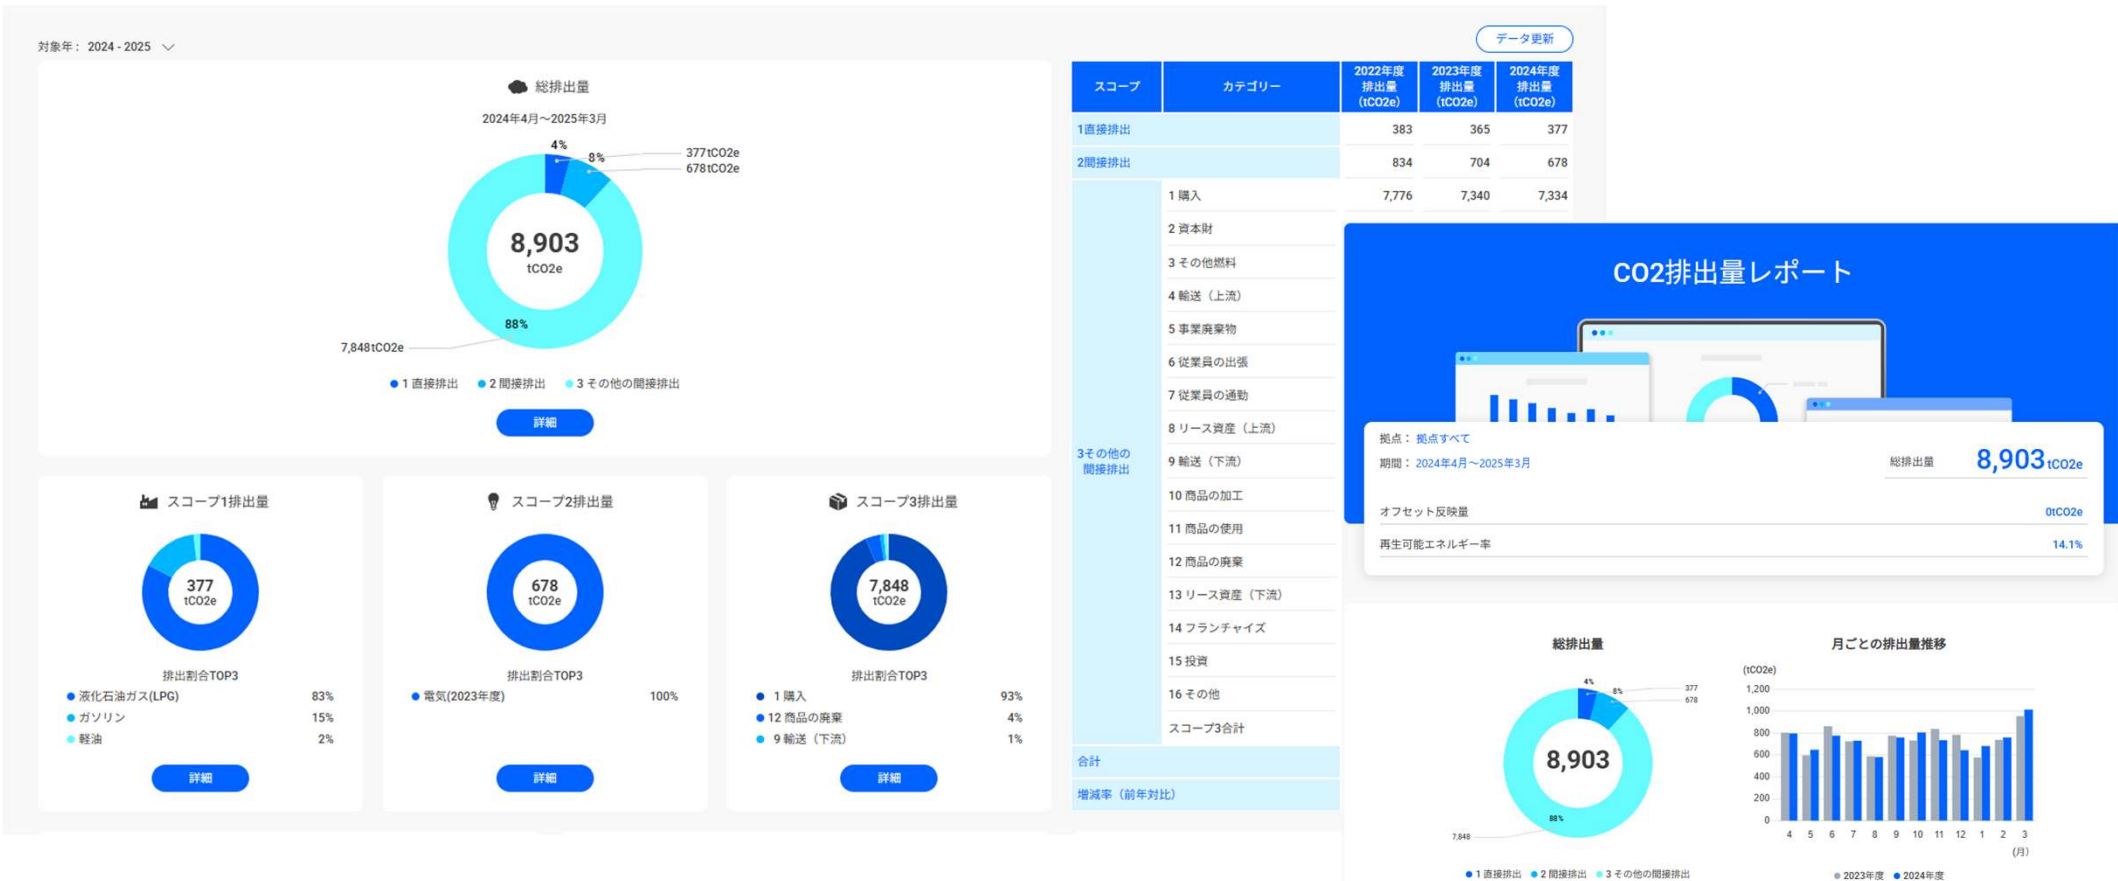 対象年： 2024 - 2025
データ更新
総排出量
2024年4月～2025年3月
4%
8%
377tCO2e
678tCO2e
8,903
tCO2e
88%
7,848tCO2e
1 直接排出 2 間接排出 3 その他の間接排出
詳細
スコープ1排出量
377
tCO2e
排出割合TOP3
液化石油ガス(LPG) 83%
ガソリン 15%
軽油 2%
詳細
スコープ2排出量
678
tCO2e
排出割合TOP3
電気(2023年度) 100%
詳細
スコープ3排出量
7,848
tCO2e
排出割合TOP3
1 購入 93%
12 商品の廃棄 4%
9 輸送（下流） 1%
詳細
スコープ カテゴリー 2022年度排出量（tCO2e） 2023年度排出量（tCO2e） 2024年度排出量（tCO2e）
1直接排出 383 365 377
2間接排出 834 704 678
3その他の間接排出
1 購入 7,776 7,340 7,334
2 資本財
3 その他燃料
4 輸送（上流）
5 事業廃棄物
6 従業員の出張
7 従業員の通勤
8 リース資産（上流）
9 輸送（下流）
10 商品の加工
11 商品の使用
12 商品の廃棄
13 リース資産（下流）
14 フランチャイズ
15 投資
16 その他
スコープ3合計
合計
増減率（前年対比）
CO2排出量レポート
拠点： 拠点すべて
期間： 2024年4月～2025年3月
総排出量 8,903 tCO2e
オフセット反映量 0tCO2e
再生可能エネルギー率 14.1%
総排出量
4%
8%
377
678
8,903
88%
7,848
1 直接排出 2 間接排出 3 その他の間接排出
月ごとの排出量推移
(tCO2e)
1,200
1,000
800
600
400
200
0
4 5 6 7 8 9 10 11 12 1 2 3
(月)
2023年度 2024年度